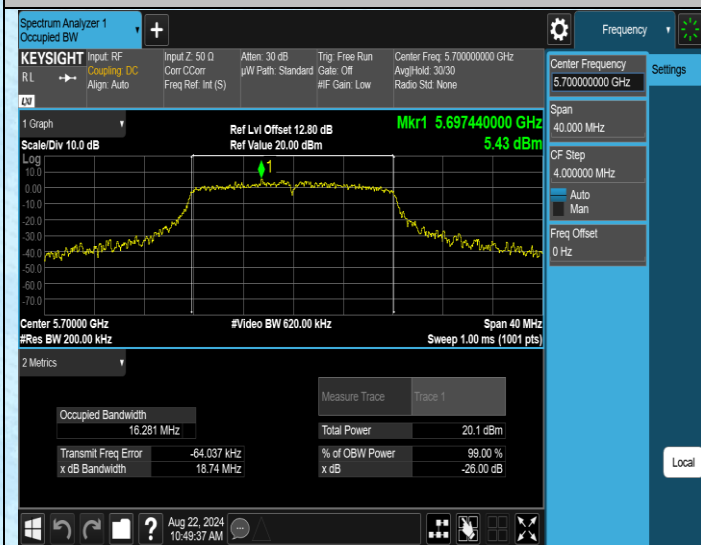 Spectrum Analyzer 1
Occupied BW
Frequency
KEYSIGHT
R L
LXI
Input: RF
Coupling: DC
Align: Auto
Input Z: 50 Ω
Corr CCorr
Freq Ref: Int (S)
Atten: 30 dB
µW Path: Standard
Trig: Free Run
Gate: Off
#IF Gain: Low
Center Freq: 5.700000000 GHz
Avg|Hold: 30/30
Radio Std: None
Center Frequency
5.700000000 GHz
Settings
Span
40.000 MHz
CF Step
4.000000 MHz
Auto
Man
Freq Offset
0 Hz
Local
1 Graph
Scale/Div 10.0 dB
Ref Lvl Offset 12.80 dB
Ref Value 20.00 dBm
Mkr1 5.697440000 GHz
5.43 dBm
Log
10.0
0.00
-10.0
-20.0
-30.0
-40.0
-50.0
-60.0
-70.0
1
Center 5.70000 GHz
#Video BW 620.00 kHz
Span 40 MHz
#Res BW 200.00 kHz
Sweep 1.00 ms (1001 pts)
2 Metrics
Measure Trace
Trace 1
Occupied Bandwidth
16.281 MHz
Total Power
20.1 dBm
Transmit Freq Error
-64.037 kHz
% of OBW Power
99.00 %
x dB Bandwidth
18.74 MHz
x dB
-26.00 dB
?
Aug 22, 2024
10:49:37 AM